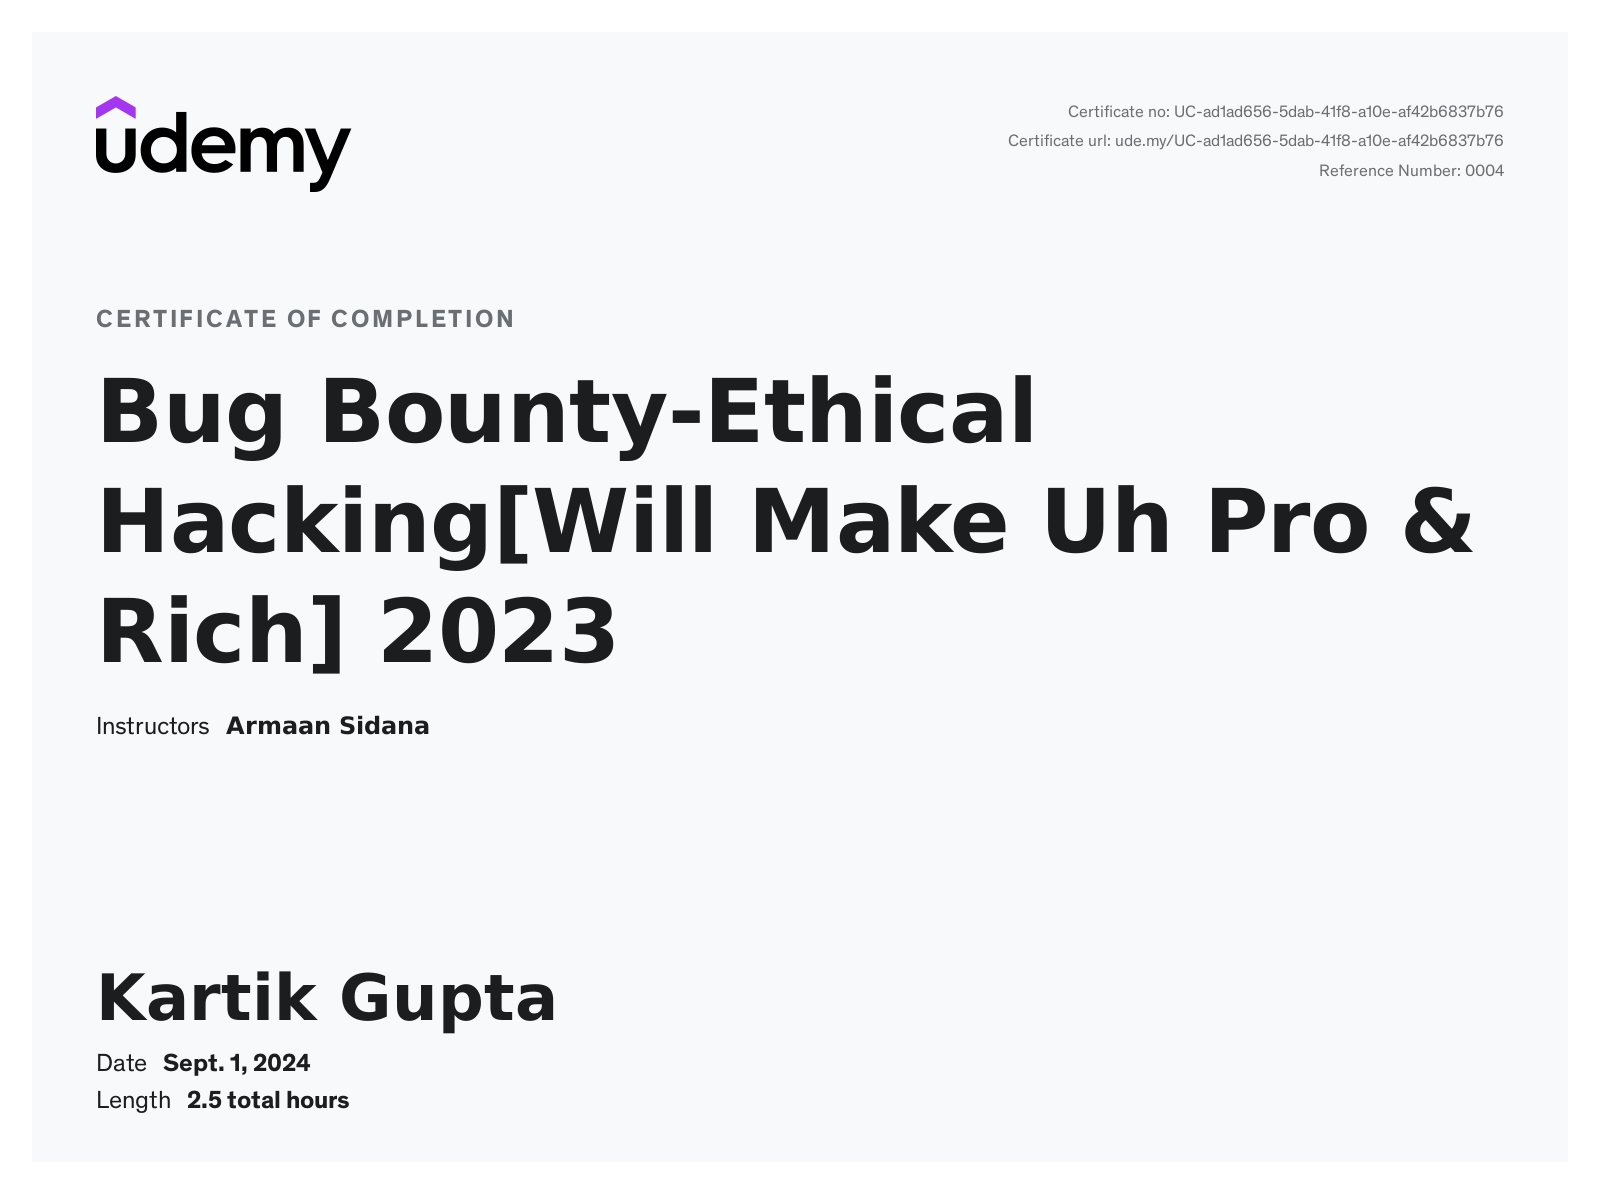 udemy
Certificate no: UC-ad1ad656-5dab-41f8-a10e-af42b6837b76
Certificate url: ude.my/UC-ad1ad656-5dab-41f8-a10e-af42b6837b76
Reference Number: 0004
CERTIFICATE OF COMPLETION
Bug Bounty-Ethical
Hacking[Will Make Uh Pro &
Rich] 2023
Instructors Armaan Sidana
Kartik Gupta
Date Sept. 1, 2024
Length 2.5 total hours